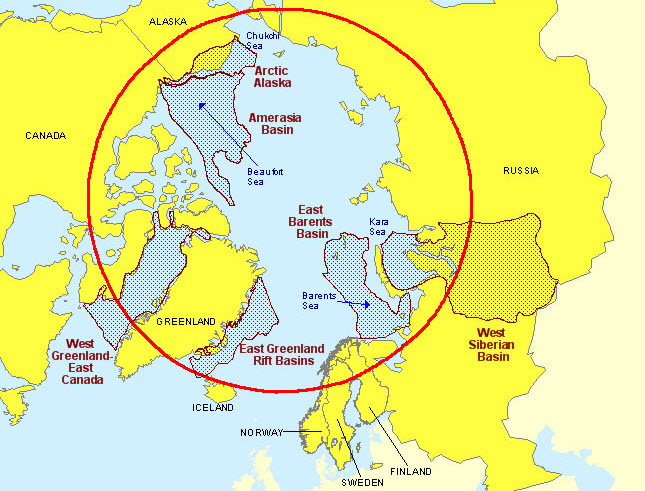 ALASKA
Chukchi
Sea
Arctic
Alaska
Amerasia
Basin
CANADA
Beaufort
Sea
RUSSIA
East
Barents
Basin
Kara
Sea
Barents
Sea
GREENLAND
West
Greenland-
East
Canada
East Greenland
Rift Basins
West
Siberian
Basin
ICELAND
NORWAY
FINLAND
SWEDEN